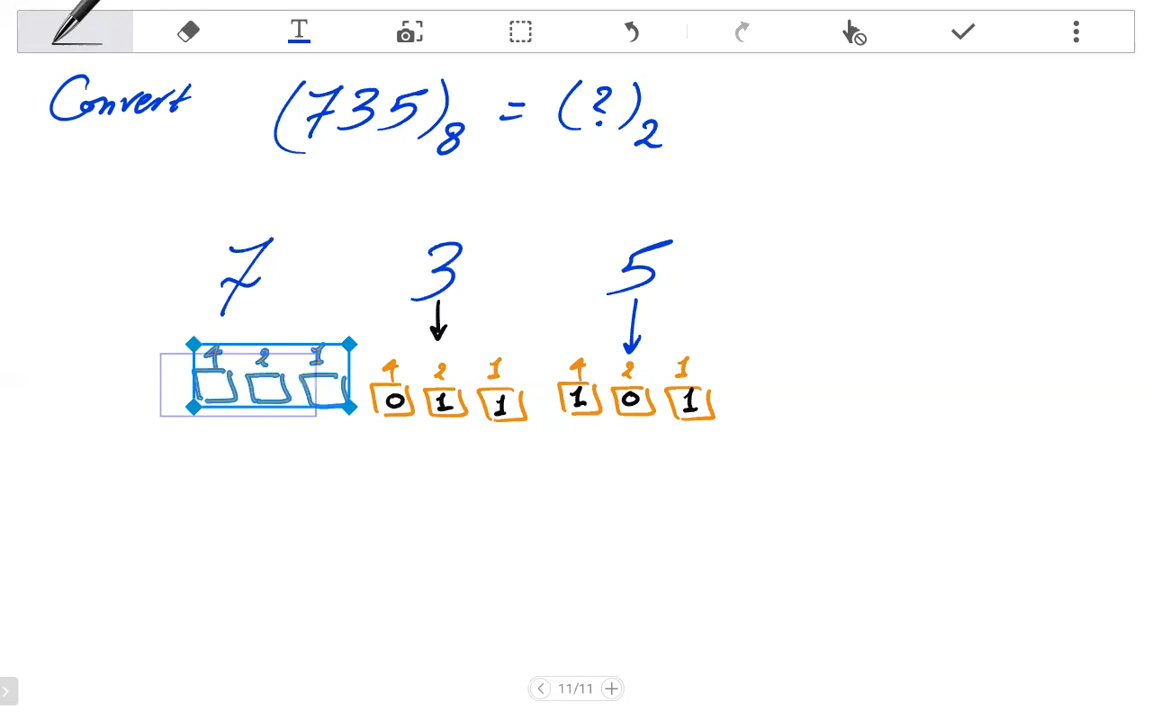 T
Convert (735)8 = (?)2
7 3 5
4 2 1 4 2 1 4 2 1
0 1 1 1 0 1
11/11